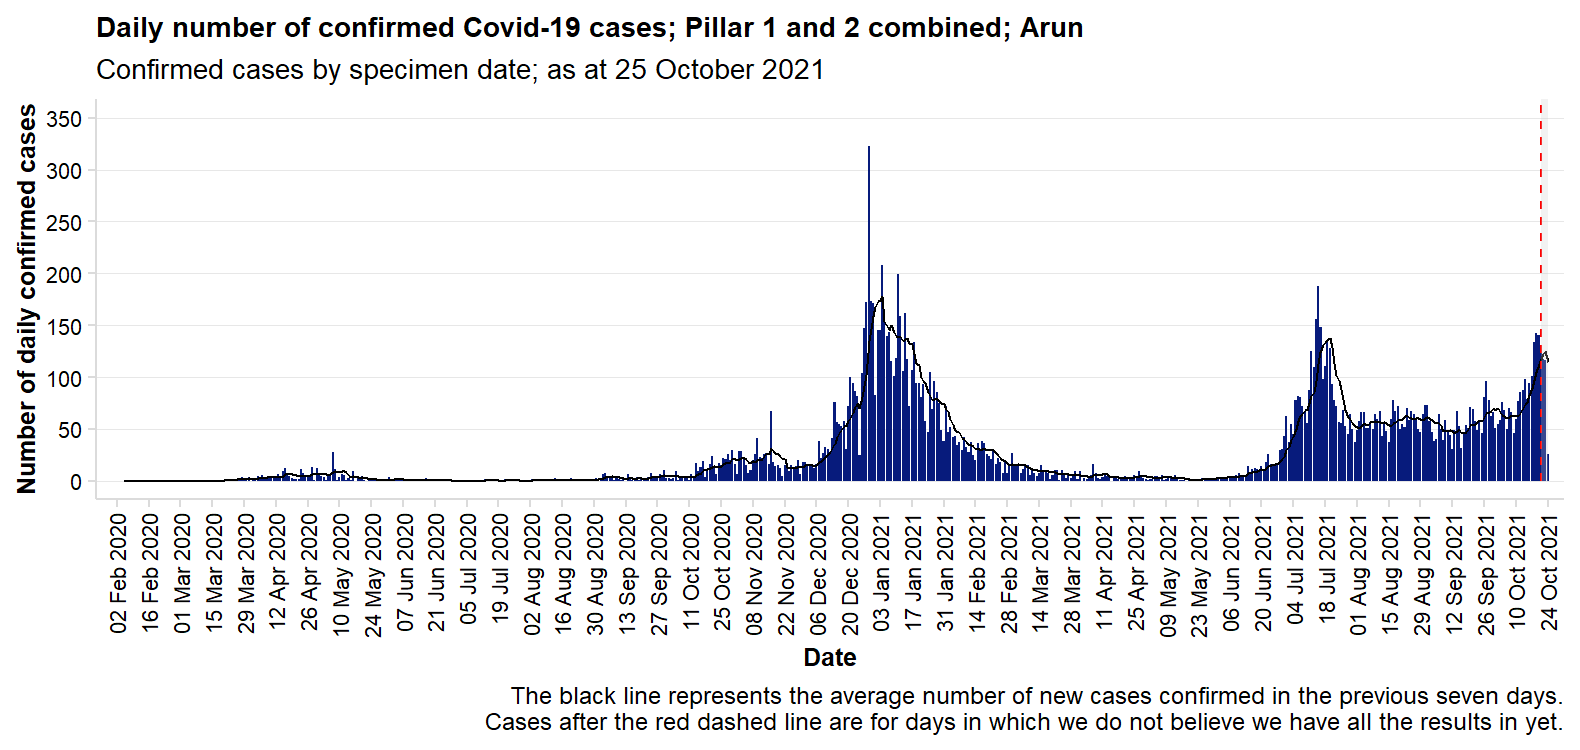 Daily number of confirmed Covid-19 cases; Pillar 1 and 2 combined; Arun
Confirmed cases by specimen date; as at 25 October 2021
Number of daily confirmed cases
350
300
250
200
150
100
50
0
02 Feb 2020
16 Feb 2020
01 Mar 2020
15 Mar 2020
29 Mar 2020
12 Apr 2020
26 Apr 2020
10 May 2020
24 May 2020
07 Jun 2020
21 Jun 2020
05 Jul 2020
19 Jul 2020
02 Aug 2020
16 Aug 2020
30 Aug 2020
13 Sep 2020
27 Sep 2020
11 Oct 2020
25 Oct 2020
08 Nov 2020
22 Nov 2020
06 Dec 2020
20 Dec 2020
03 Jan 2021
17 Jan 2021
31 Jan 2021
14 Feb 2021
28 Feb 2021
14 Mar 2021
28 Mar 2021
11 Apr 2021
25 Apr 2021
09 May 2021
23 May 2021
06 Jun 2021
20 Jun 2021
04 Jul 2021
18 Jul 2021
01 Aug 2021
15 Aug 2021
29 Aug 2021
12 Sep 2021
26 Sep 2021
10 Oct 2021
24 Oct 2021
Date
The black line represents the average number of new cases confirmed in the previous seven days.
Cases after the red dashed line are for days in which we do not believe we have all the results in yet.